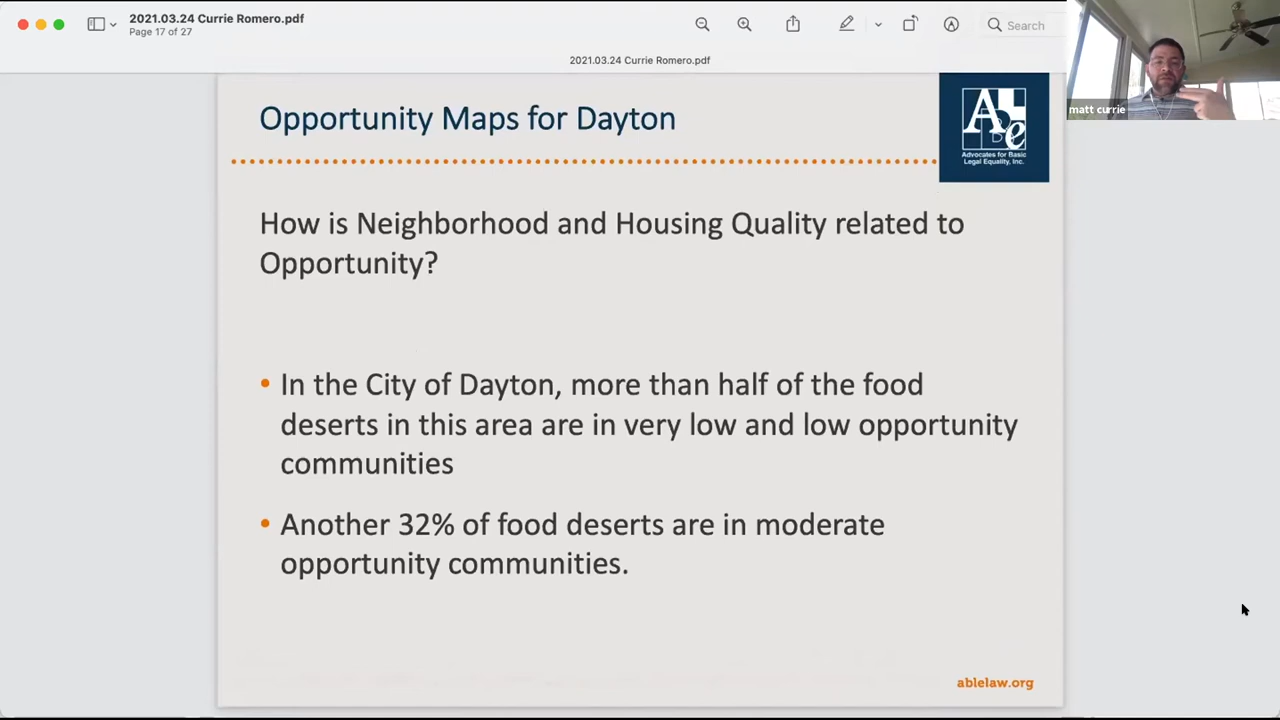 2021.03.24 Currie Romero.pdf
Page 17 of 27
Search
2021.03.24 Currie Romero.pdf
matt currie
Opportunity Maps for Dayton
Advocates for Basic
Legal Equality, Inc.
How is Neighborhood and Housing Quality related to
Opportunity?
• In the City of Dayton, more than half of the food
deserts in this area are in very low and low opportunity
communities
• Another 32% of food deserts are in moderate
opportunity communities.
ablelaw.org